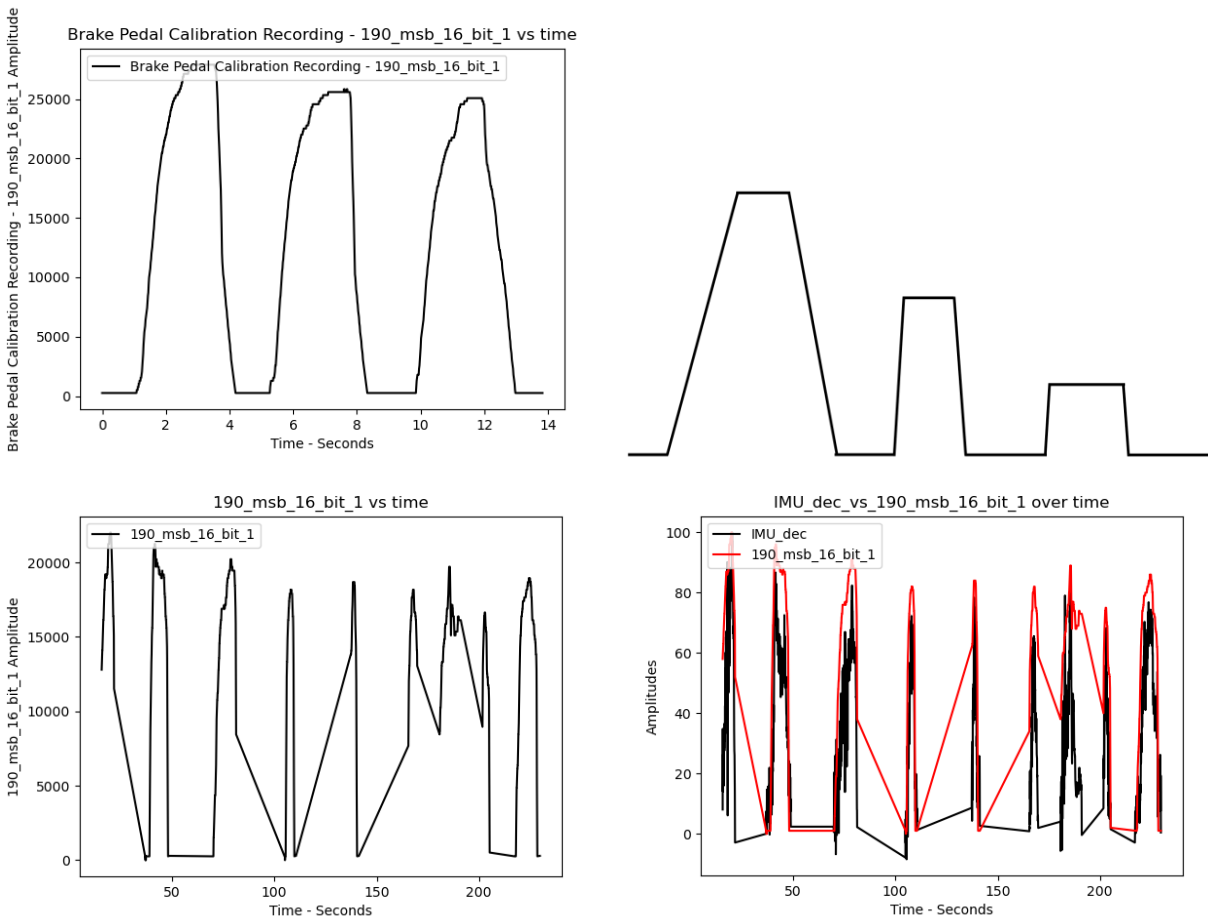 Brake Pedal Calibration Recording - 190_msb_16_bit_1 vs time
Brake Pedal Calibration Recording - 190_msb_16_bit_1
Brake Pedal Calibration Recording - 190_msb_16_bit_1 Amplitude
25000
20000
15000
10000
5000
0
0 2 4 6 8 10 12 14
Time - Seconds
190_msb_16_bit_1 vs time
190_msb_16_bit_1
190_msb_16_bit_1 Amplitude
20000
15000
10000
5000
0
50 100 150 200
Time - Seconds
IMU_dec_vs_190_msb_16_bit_1 over time
IMU_dec
190_msb_16_bit_1
Amplitudes
100
80
60
40
20
0
50 100 150 200
Time - Seconds